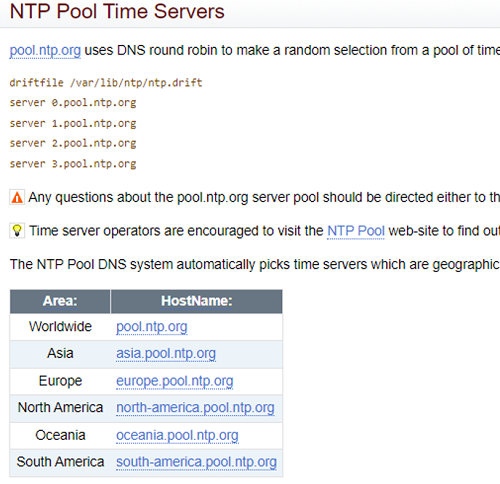 NTP Pool Time Servers
pool.ntp.org uses DNS round robin to make a random selection from a pool of time
driftfile /var/lib/ntp/ntp.drift
server 0.pool.ntp.org
server 1.pool.ntp.org
server 2.pool.ntp.org
server 3.pool.ntp.org
Any questions about the pool.ntp.org server pool should be directed either to th
Time server operators are encouraged to visit the NTP Pool web-site to find out
The NTP Pool DNS system automatically picks time servers which are geographic
Area: HostName:
Worldwide pool.ntp.org
Asia asia.pool.ntp.org
Europe europe.pool.ntp.org
North America north-america.pool.ntp.org
Oceania oceania.pool.ntp.org
South America south-america.pool.ntp.org